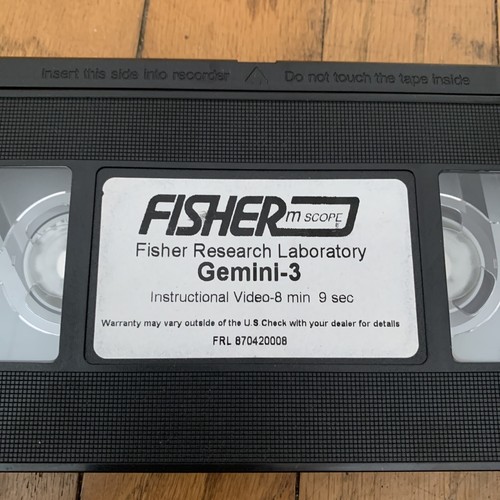 Insert this side into recorder Do not touch the tape inside
FISHER m SCOPE
Fisher Research Laboratory
Gemini-3
Instructional Video-8 min 9 sec
Warranty may vary outside of the U.S.Check with your dealer for details
FRL 870420008